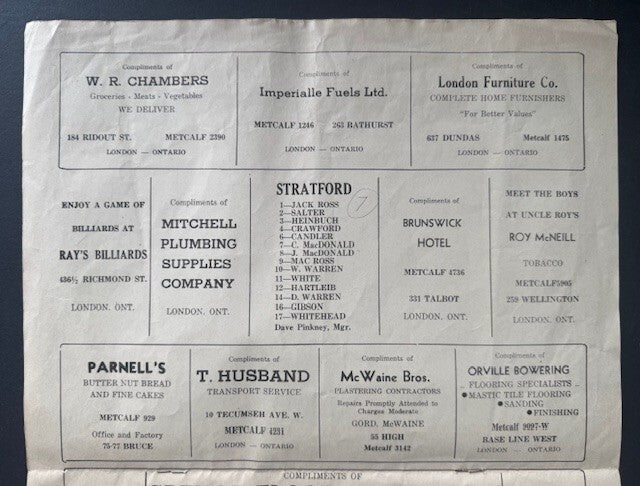 Compliments of
W. R. CHAMBERS
Groceries - Meats - Vegetables
WE DELIVER
184 RIDOUT ST. METCALF 2390
LONDON — ONTARIO
Compliments of
Imperialle Fuels Ltd.
METCALF 1246 263 BATHURST
LONDON — ONTARIO
Compliments of
London Furniture Co.
COMPLETE HOME FURNISHERS
"For Better Values"
637 DUNDAS Metcalf 1475
LONDON — ONTARIO
ENJOY A GAME OF
BILLIARDS AT
RAY'S BILLIARDS
436½ RICHMOND ST.
LONDON. ONT.
Compliments of
MITCHELL
PLUMBING
SUPPLIES
COMPANY
LONDON. ONT.
STRATFORD
7
1—JACK ROSS
2—SALTER
3—HEINBUCH
4—CRAWFORD
6—CANDLER
7—C. MacDONALD
8—J. MacDONALD
9—MAC ROSS
10—W. WARREN
11—WHITE
12—HARTLEIB
14—D. WARREN
16—GIBSON
17—WHITEHEAD
Dave Pinkney, Mgr.
Compliments of
BRUNSWICK
HOTEL
METCALF 4736
331 TALBOT
LONDON. ONT.
MEET THE BOYS
AT UNCLE ROY'S
ROY McNEILL
TOBACCO
METCALF5905
259 WELLINGTON
LONDON. ONT.
PARNELL'S
BUTTER NUT BREAD
AND FINE CAKES
METCALF 929
Office and Factory
75-77 BRUCE
Compliments of
T. HUSBAND
TRANSPORT SERVICE
10 TECUMSEH AVE. W.
METCALF 4231
LONDON — ONTARIO
Compliments of
McWaine Bros.
PLASTERING CONTRACTORS
Repairs Promptly Attended to
Charges Moderate
GORD. McWAINE
55 HIGH
Metcalf 3142
Compliments of
ORVILLE BOWERING
.. FLOORING SPECIALISTS ..
●MASTIC TILE FLOORING
●SANDING
●FINISHING
Metcalf 9097-W
BASE LINE WEST
LONDON — ONTARIO
COMPLIMENTS OF